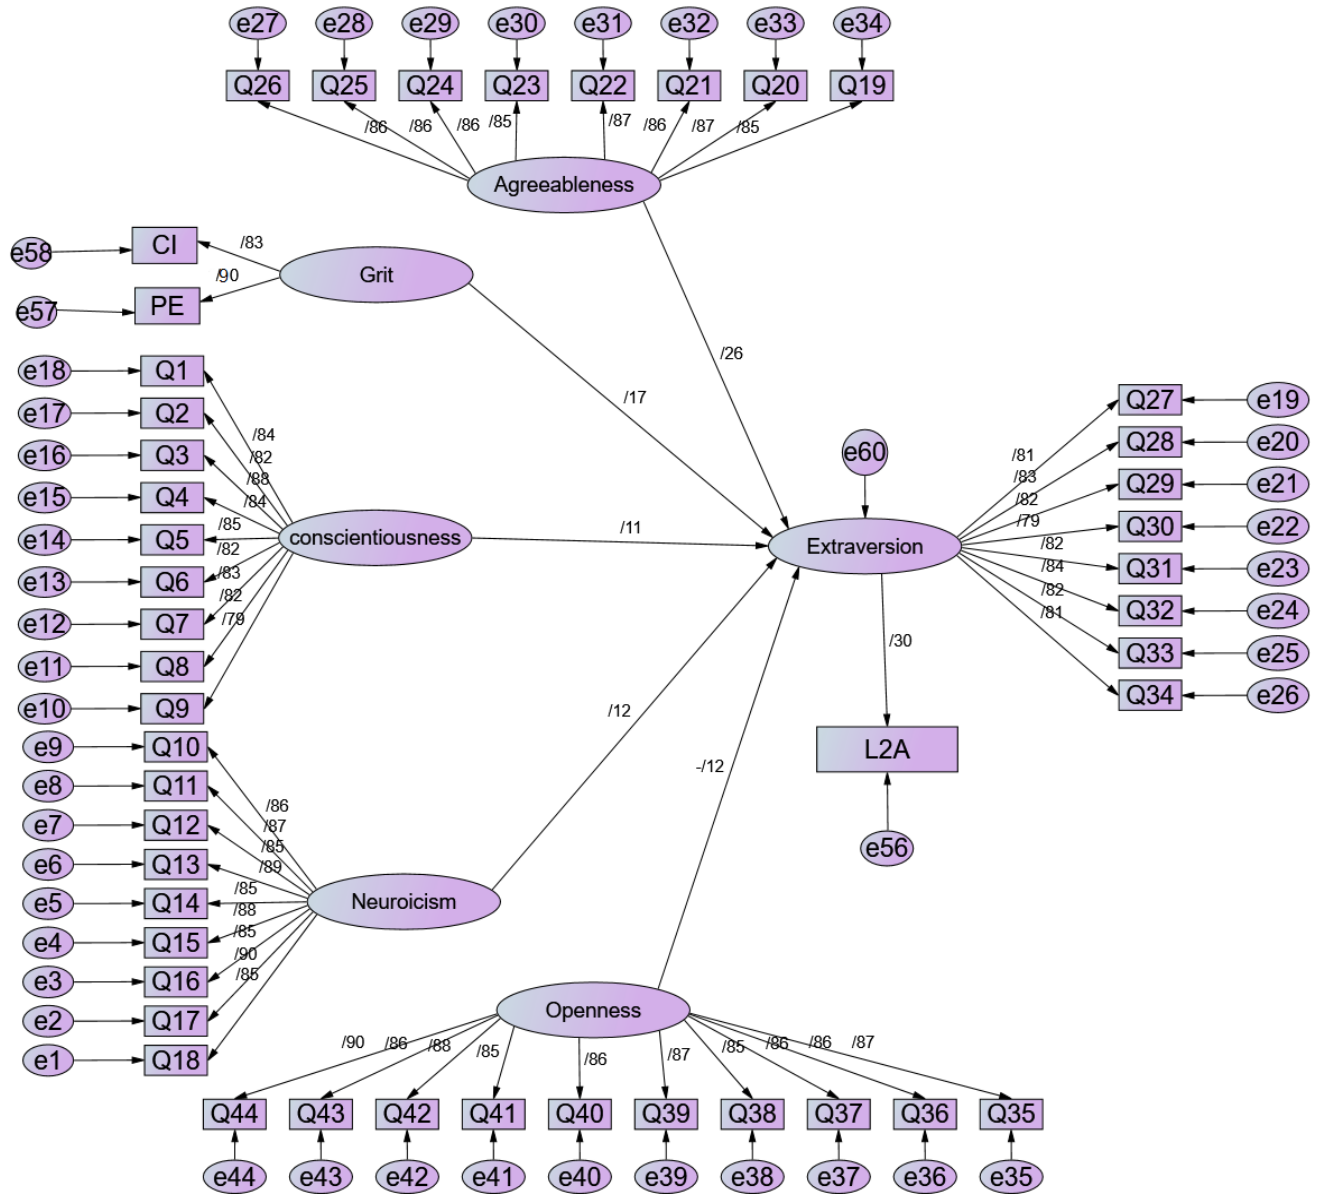 e27 e28 e29 e30 e31 e32 e33 e34
Q26 Q25 Q24 Q23 Q22 Q21 Q20 Q19
/86 /86 /86 /85 /87 /86 /87 /85
Agreeableness
e58 CI /83
Grit
e57 PE /90
/26
/17
e18 Q1
e17 Q2
e16 Q3
e15 Q4
e14 Q5
e13 Q6
e12 Q7
e11 Q8
e10 Q9
/84
/82
/88
/84
/85
/82
/83
/82
/79
conscientiousness
/11
e60
Extraversion
/81
/83
/82
/79
/82
/84
/82
/81
Q27 e19
Q28 e20
Q29 e21
Q30 e22
Q31 e23
Q32 e24
Q33 e25
Q34 e26
/30
L2A
e56
e9 Q10
e8 Q11
e7 Q12
e6 Q13
e5 Q14
e4 Q15
e3 Q16
e2 Q17
e1 Q18
/86
/87
/85
/89
/85
/88
/85
/90
/85
Neuroicism
/12
-/12
Openness
/90 /86 /88 /85 /86 /87 /85 /86 /86 /87
Q44 Q43 Q42 Q41 Q40 Q39 Q38 Q37 Q36 Q35
e44 e43 e42 e41 e40 e39 e38 e37 e36 e35